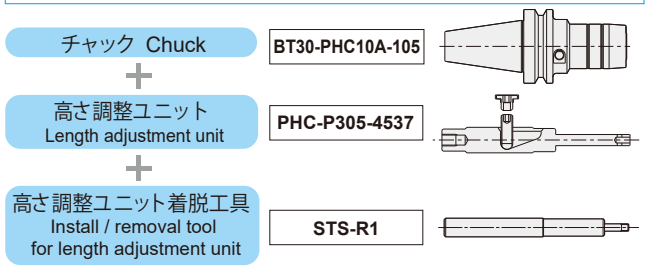 チャック Chuck
BT30-PHC10A-105
高さ調整ユニット
Length adjustment unit
PHC-P305-4537
高さ調整ユニット着脱工具
Install / removal tool
for length adjustment unit
STS-R1